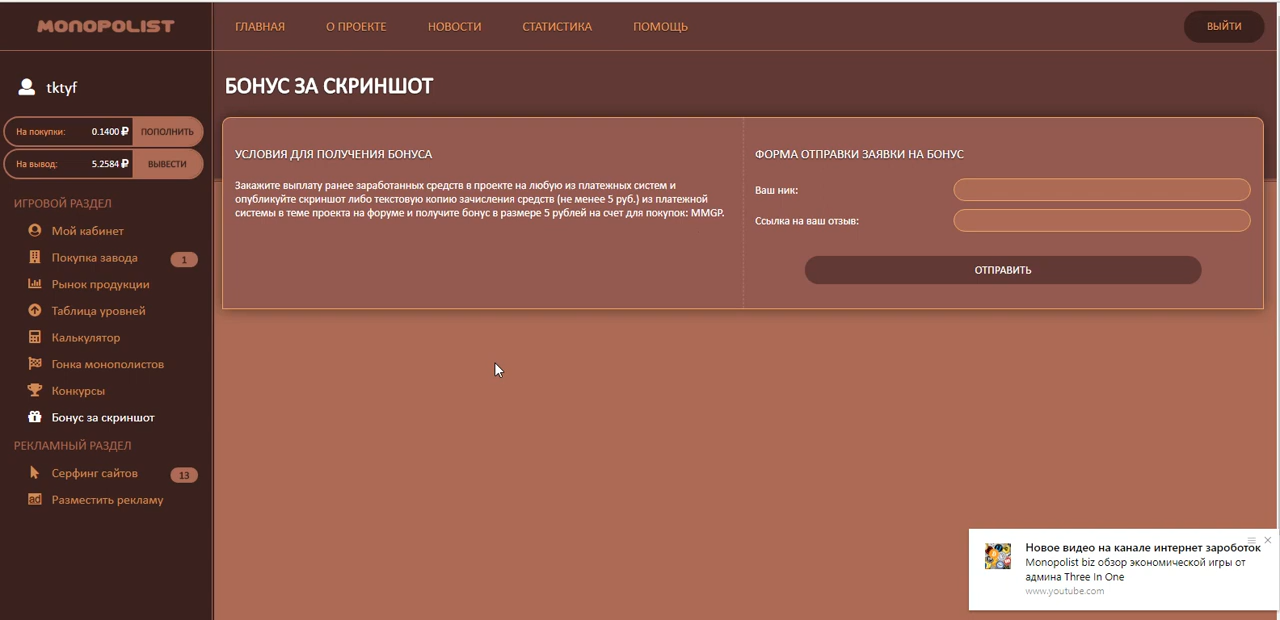 MONOPOLIST
ГЛАВНАЯ
О ПРОЕКТЕ
НОВОСТИ
СТАТИСТИКА
ПОМОЩЬ
ВЫЙТИ
tktyf
На покупки: 0.1400 ₽ ПОПОЛНИТЬ
На вывод: 5.2584 ₽ ВЫВЕСТИ
ИГРОВОЙ РАЗДЕЛ
Мой кабинет
Покупка завода 1
Рынок продукции
Таблица уровней
Калькулятор
Гонка монополистов
Конкурсы
Бонус за скриншот
РЕКЛАМНЫЙ РАЗДЕЛ
Серфинг сайтов 13
ad Разместить рекламу
БОНУС ЗА СКРИНШОТ
УСЛОВИЯ ДЛЯ ПОЛУЧЕНИЯ БОНУСА
Закажите выплату ранее заработанных средств в проекте на любую из платежных систем и
опубликуйте скриншот либо текстовую копию зачисления средств (не менее 5 руб.) из платежной
системы в теме проекта на форуме и получите бонус в размере 5 рублей на счет для покупок: MMGP.
ФОРМА ОТПРАВКИ ЗАЯВКИ НА БОНУС
Ваш ник:
Ссылка на ваш отзыв:
ОТПРАВИТЬ
Новое видео на канале интернет зароботок
Monopolist biz обзор экономической игры от
админа Three In One
www.youtube.com